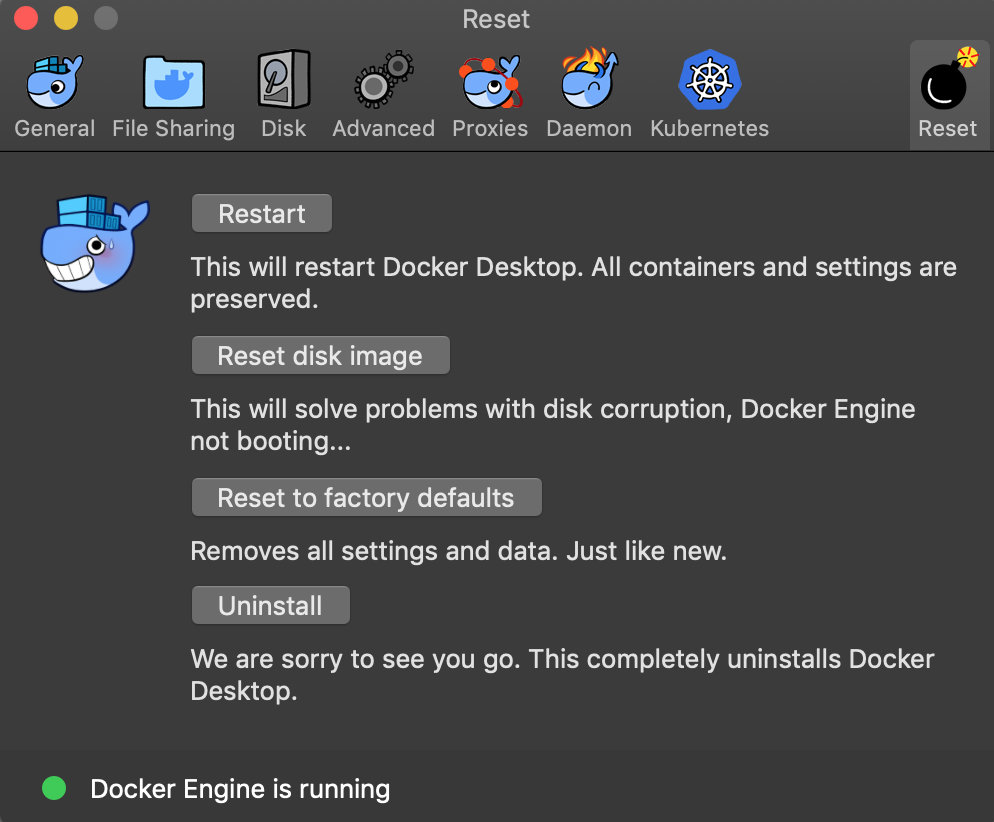 Reset
General File Sharing Disk Advanced Proxies Daemon Kubernetes Reset
Restart
This will restart Docker Desktop. All containers and settings are
preserved.
Reset disk image
This will solve problems with disk corruption, Docker Engine
not booting...
Reset to factory defaults
Removes all settings and data. Just like new.
Uninstall
We are sorry to see you go. This completely uninstalls Docker
Desktop.
Docker Engine is running